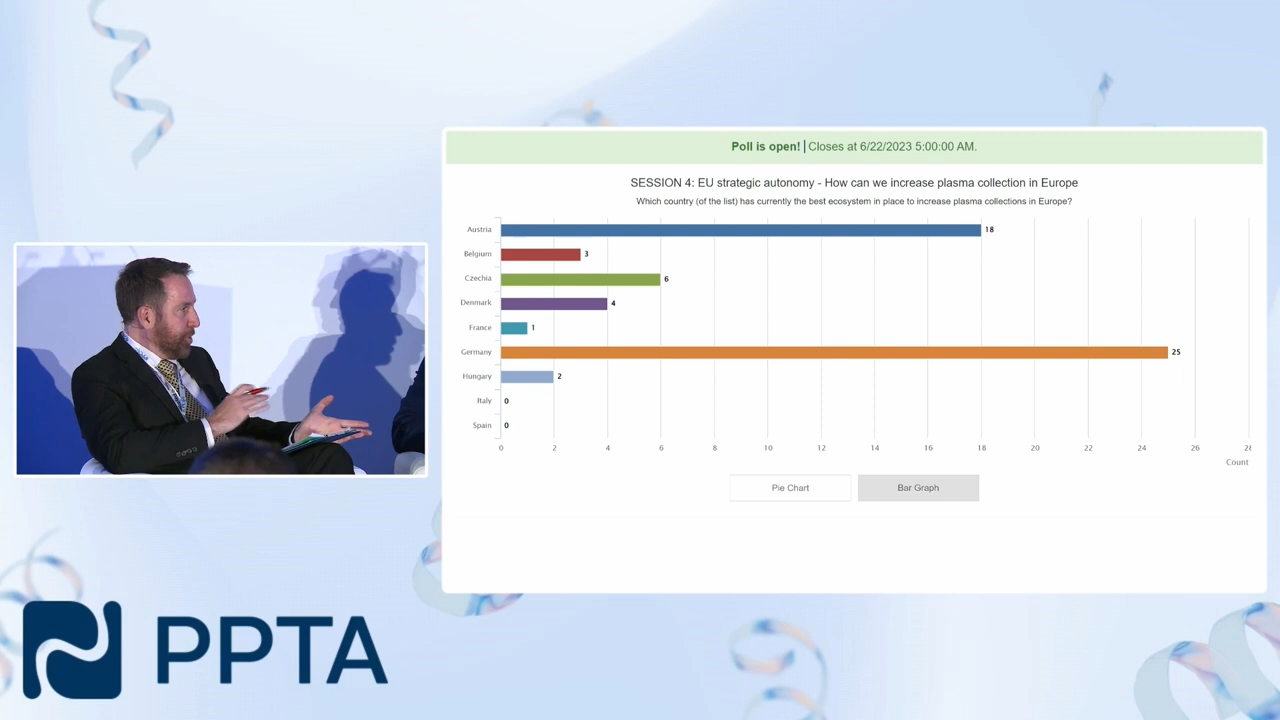 Poll is open! | Closes at 6/22/2023 5:00:00 AM.
SESSION 4: EU strategic autonomy - How can we increase plasma collection in Europe
Which country (of the list) has currently the best ecosystem in place to increase plasma collections in Europe?
Austria 18
Belgium 3
Czechia 6
Denmark 4
France 1
Germany 25
Hungary 2
Italy 0
Spain 0
0 2 4 6 8 10 12 14 16 18 20 22 24 26 28
Count
Pie Chart Bar Graph
PPTA